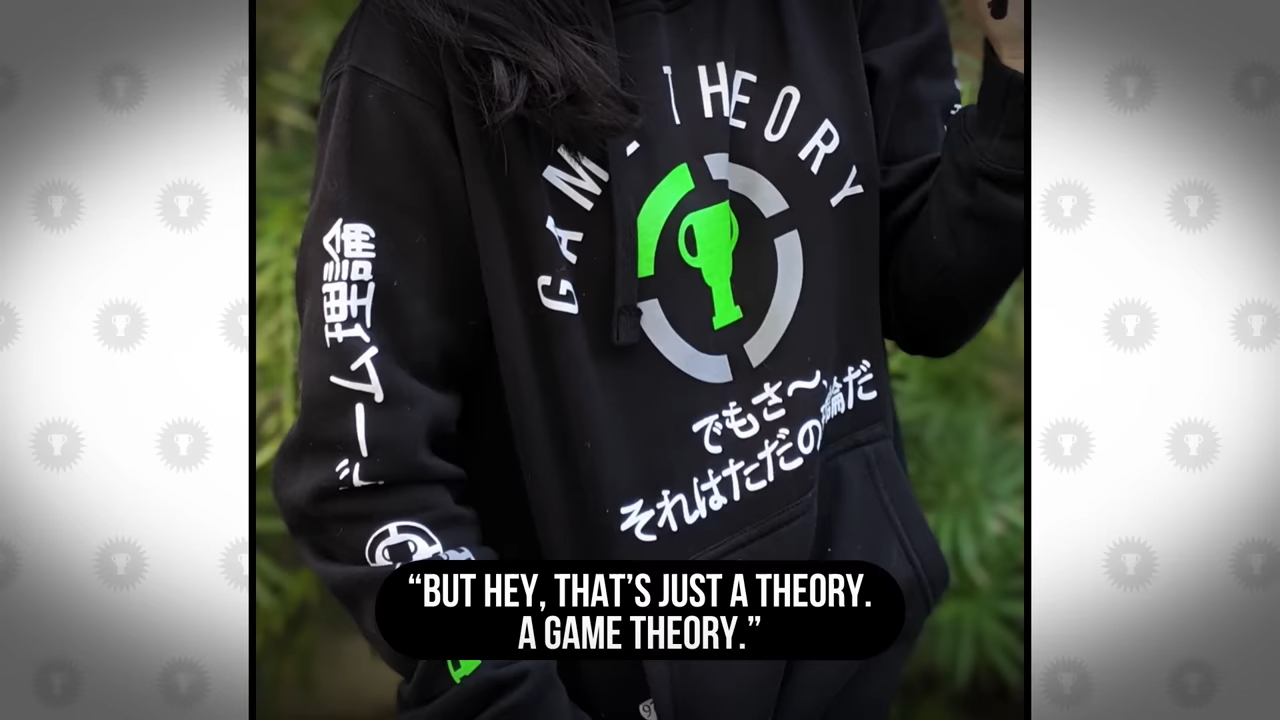 GAME THEORY
ゲーム理論
でもさ〜
それはただの理論だ
“BUT HEY, THAT’S JUST A THEORY.
A GAME THEORY.”